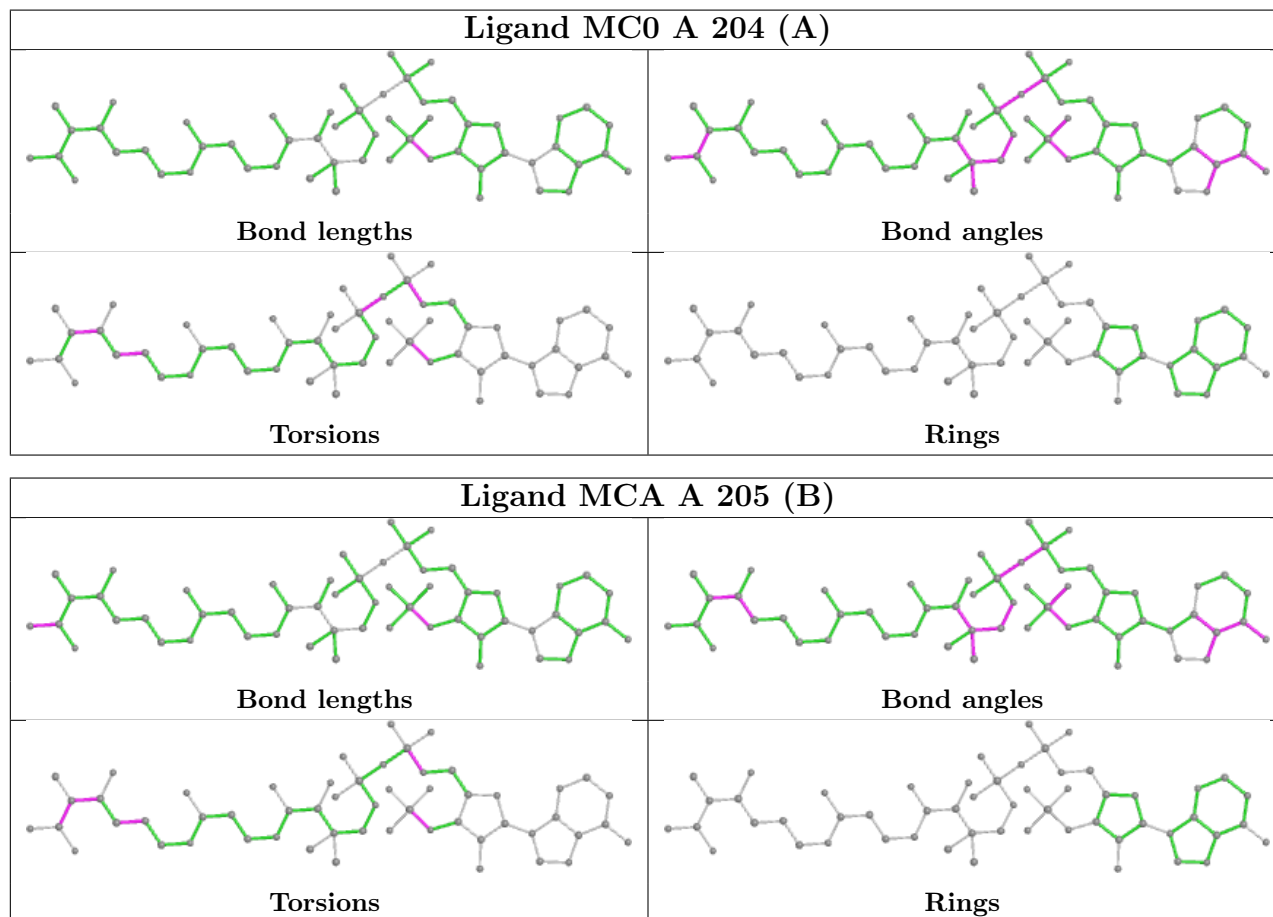 Ligand MC0 A 204 (A)
Bond lengths
Bond angles
Torsions
Rings
Ligand MCA A 205 (B)
Bond lengths
Bond angles
Torsions
Rings